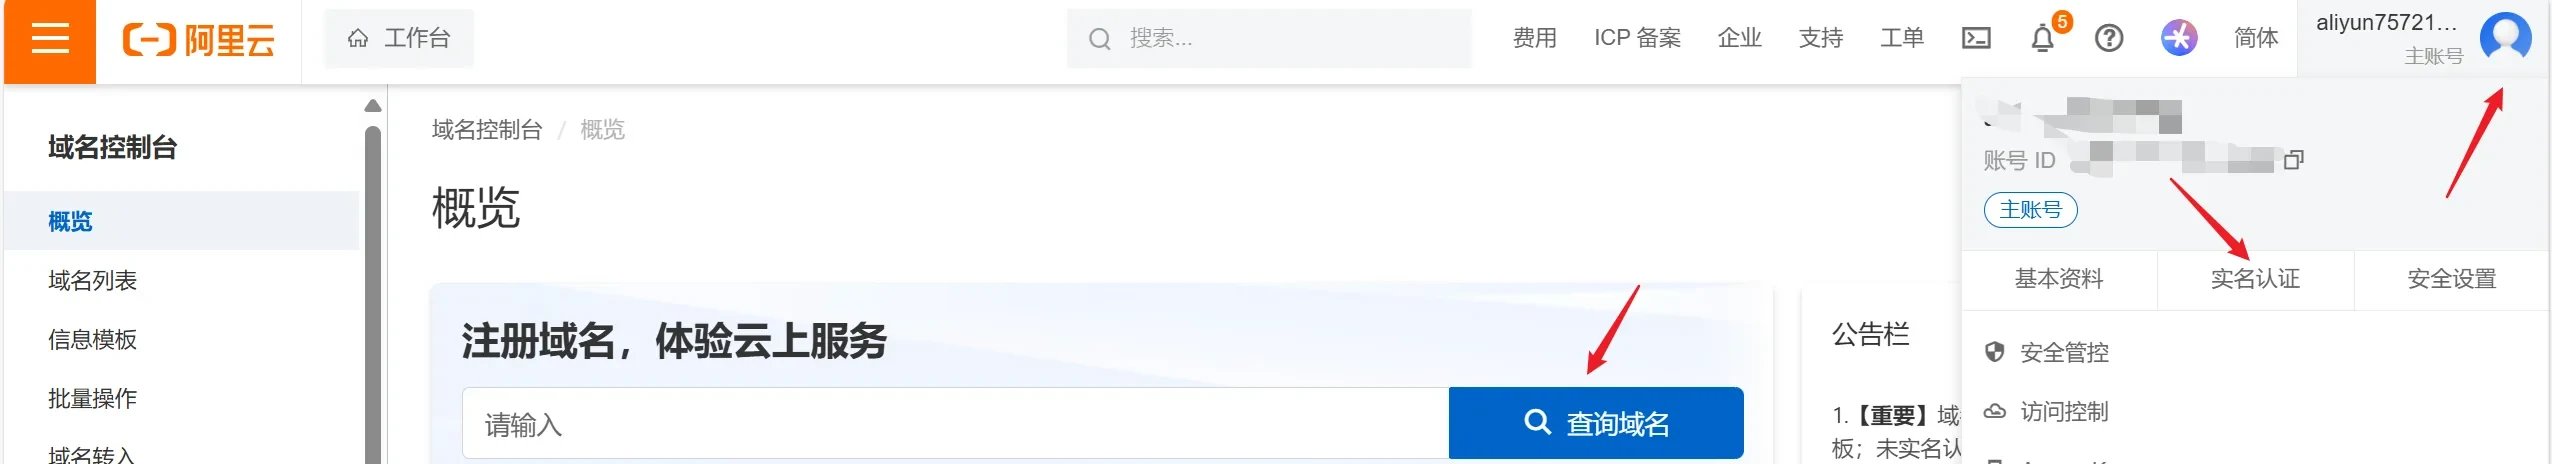 阿里云
工作台
搜索...
费用
ICP 备案
企业
支持
工单
5
简体
aliyun75721...
主账号
域名控制台
概览
域名列表
信息模板
批量操作
域名转入
域名控制台 / 概览
概览
注册域名，体验云上服务
请输入
查询域名
公告栏
1.【重要】域
板；未实名认
账号 ID
主账号
基本资料
实名认证
安全设置
安全管控
访问控制